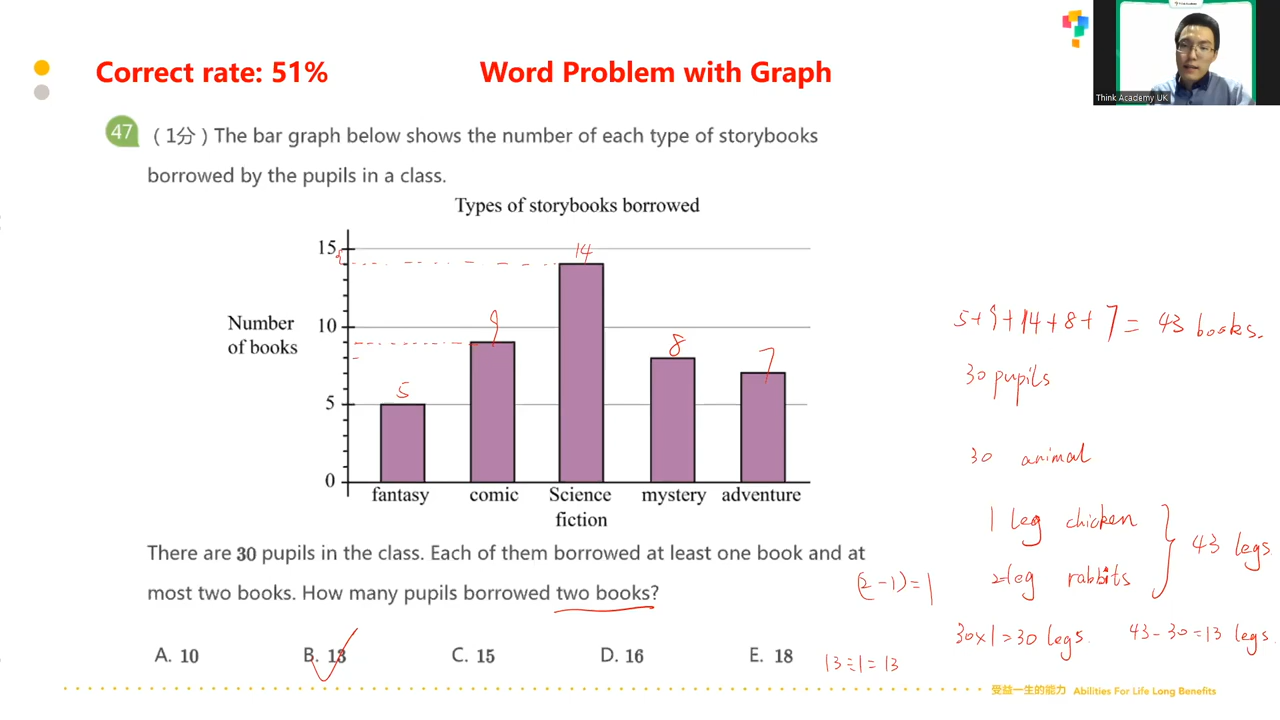 Think Academy
Think Academy UK
Correct rate: 51%
Word Problem with Graph
47
（1分）The bar graph below shows the number of each type of storybooks
borrowed by the pupils in a class.
Types of storybooks borrowed
15
10
5
0
Number
of books
5
9
14
8
7
fantasy comic Science mystery adventure
fiction
There are 30 pupils in the class. Each of them borrowed at least one book and at
most two books. How many pupils borrowed two books?
A. 10 B. 13 C. 15 D. 16 E. 18
5+9+14+8+7=43 books.
30 pupils
30 animal
1 leg chicken
2 leg rabbits
43 legs
(2-1)=1
30×1=30 legs.
43-30=13 legs.
13÷1=13
受益一生的能力 Abilities For Life Long Benefits